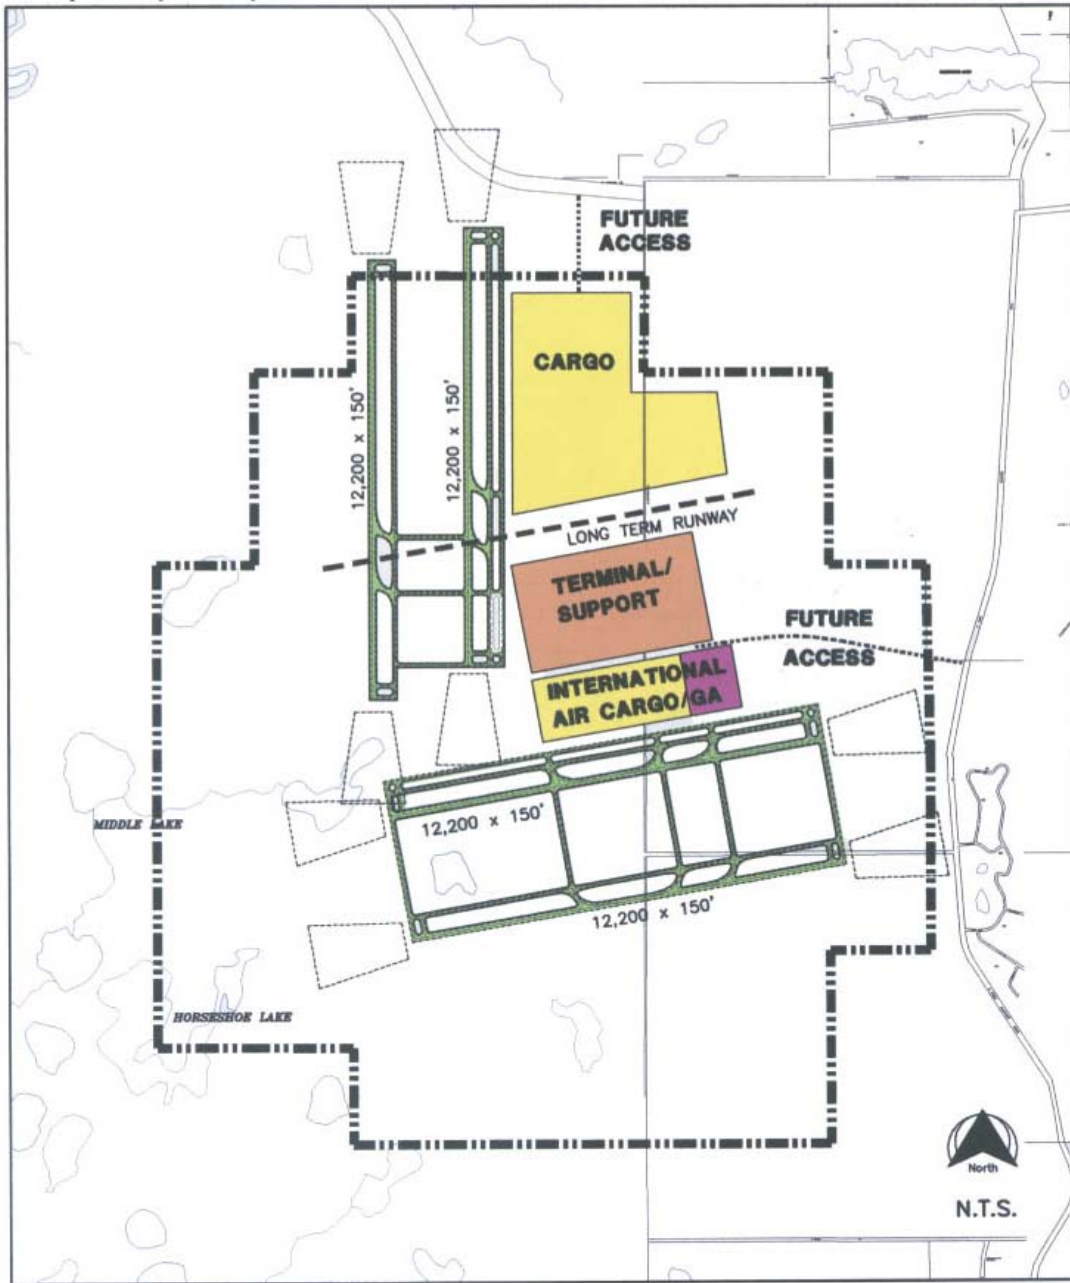 FUTURE
ACCESS
CARGO
12,200 x 150'
12,200 x 150'
LONG TERM RUNWAY
TERMINAL/
SUPPORT
FUTURE
ACCESS
INTERNATIONAL
AIR CARGO/GA
12,200 x 150'
MIDDLE LAKE
12,200 x 150'
HORSESHOE LAKE
North
N.T.S.